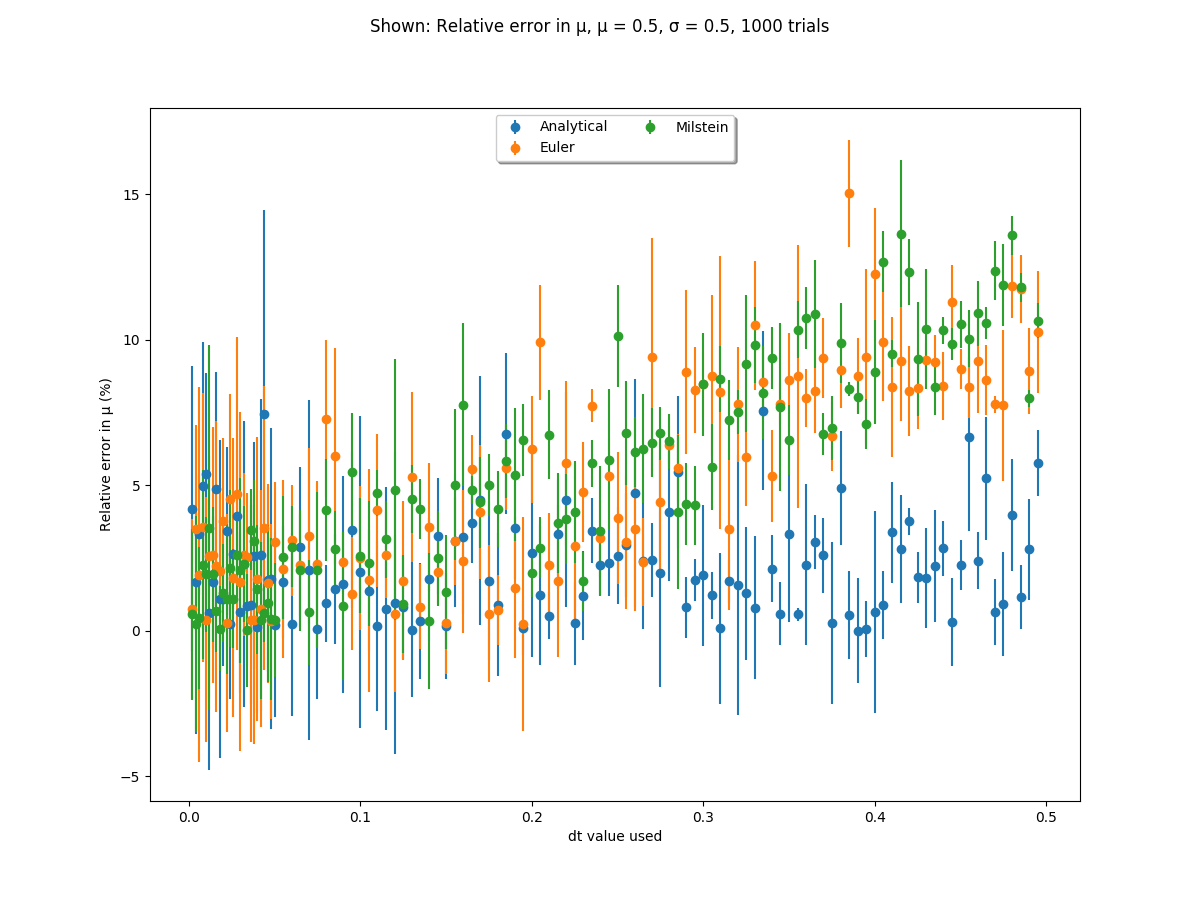 Shown: Relative error in μ, μ = 0.5, σ = 0.5, 1000 trials
Analytical
Milstein
Euler
15
10
5
0
−5
Relative error in μ (%)
0.0
0.1
0.2
0.3
0.4
0.5
dt value used